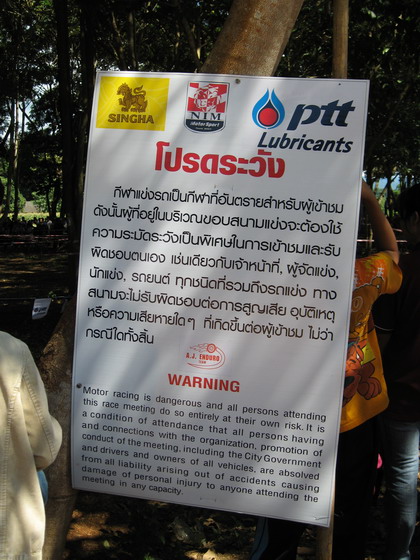 SINGHA
NIM
MotorSport
ptt
Lubricants
โปรดระวัง
กีฬาแข่งรถเป็นกีฬาที่อันตรายสำหรับผู้เข้าชม
ดังนั้นผู้ที่อยู่ในบริเวณขอบสนามแข่งจะต้องใช้
ความระมัดระวังเป็นพิเศษในการเข้าชมและรับ
ผิดชอบตนเอง เช่นเดียวกับเจ้าหน้าที่, ผู้จัดแข่ง,
นักแข่ง, รถยนต์ ทุกชนิดที่รวมถึงรถแข่ง ทาง
สนามจะไม่รับผิดชอบต่อการสูญเสีย อุบัติเหตุ
หรือความเสียหายใดๆ ที่เกิดขึ้นต่อผู้เข้าชม ไม่ว่า
กรณีใดทั้งสิ้น
A.J. ENDURO
TEAM
WARNING
Motor racing is dangerous and all persons attending
this race meeting do so entirely at their own risk. It is
a condition of attendance that all persons having
and connections with the organization, promotion of
conduct of the meeting, including the City Government
and drivers and owners of all vehicles, are absolved
from all liability arising out of accidents causing
damage of personal injury to anyone attending the
meeting in any capacity.